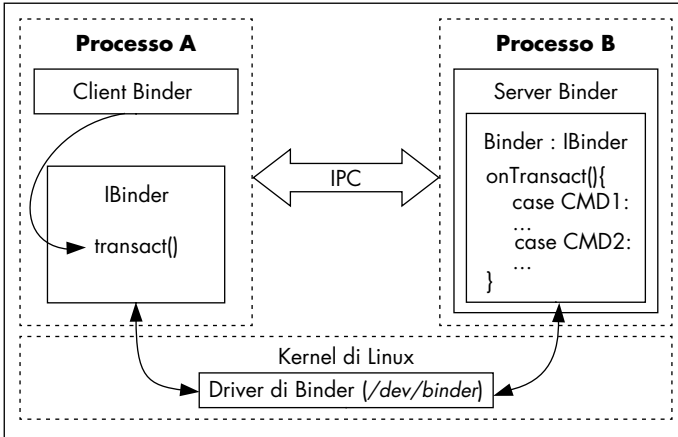 Processo A
Client Binder
IBinder
transact()
IPC
Processo B
Server Binder
Binder : IBinder
onTransact(){
case CMD1:
...
case CMD2:
...
}
Kernel di Linux
Driver di Binder (/dev/binder)